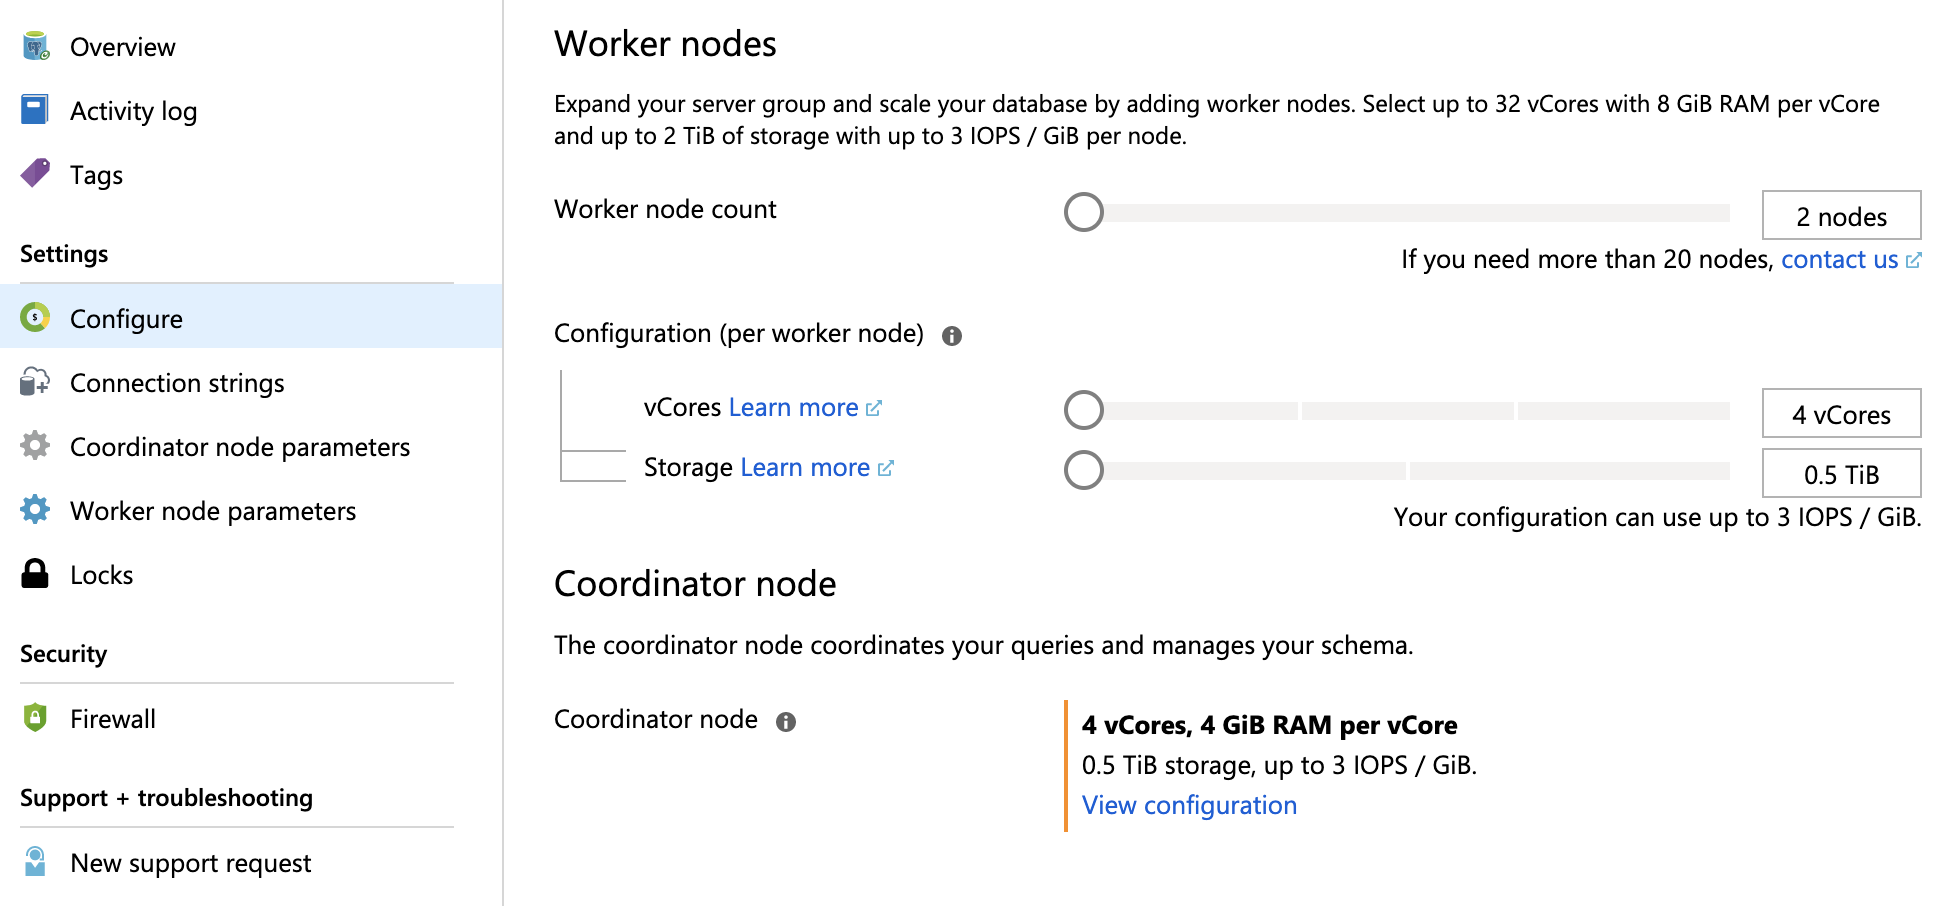 Overview
Activity log
Tags
Settings
Configure
Connection strings
Coordinator node parameters
Worker node parameters
Locks
Security
Firewall
Support + troubleshooting
New support request
Worker nodes
Expand your server group and scale your database by adding worker nodes. Select up to 32 vCores with 8 GiB RAM per vCore
and up to 2 TiB of storage with up to 3 IOPS / GiB per node.
Worker node count
2 nodes
If you need more than 20 nodes, contact us
Configuration (per worker node)
vCores Learn more
4 vCores
Storage Learn more
0.5 TiB
Your configuration can use up to 3 IOPS / GiB.
Coordinator node
The coordinator node coordinates your queries and manages your schema.
Coordinator node
4 vCores, 4 GiB RAM per vCore
0.5 TiB storage, up to 3 IOPS / GiB.
View configuration